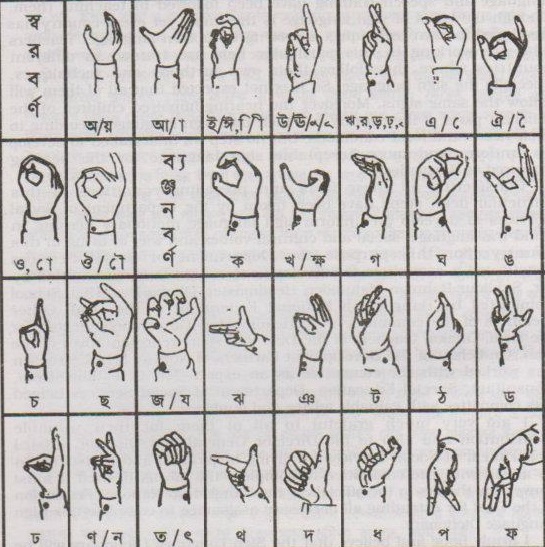 স্বরবর্ণ
অ/য়
আ/া
ই/ঈ,ি,ী
উ/ঊ/ু/ূ
ঋ,র,ড়,ঢ়,ৃ
এ/ে
ঐ/ৈ
ও,ো
ঔ/ৌ
ব্যঞ্জনবর্ণ
ক
খ/ক্ষ
গ
ঘ
ঙ
চ
ছ
জ/য
ঝ
ঞ
ট
ঠ
ড
ঢ
ণ/ন
ত/ৎ
থ
দ
ধ
প
ফ